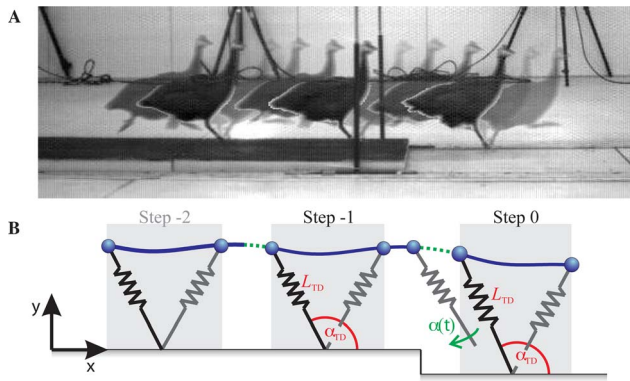 A
B
Step -2 Step -1 Step 0
y
x
L_TD
α_TD
α(t)
L_TD
α_TD